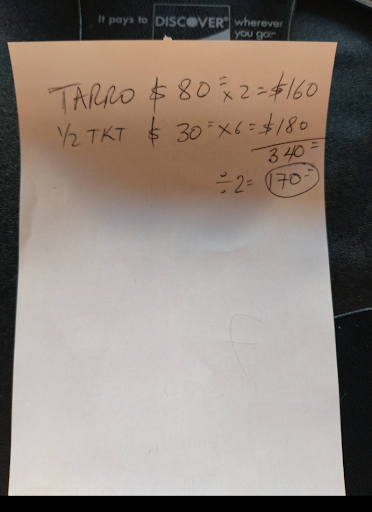 It pays to DISCOVER® wherever you go.™
TARRO $ 80= x 2 = $160
1/2 TKT $ 30= x 6 = $180
340=
÷ 2 = 170=